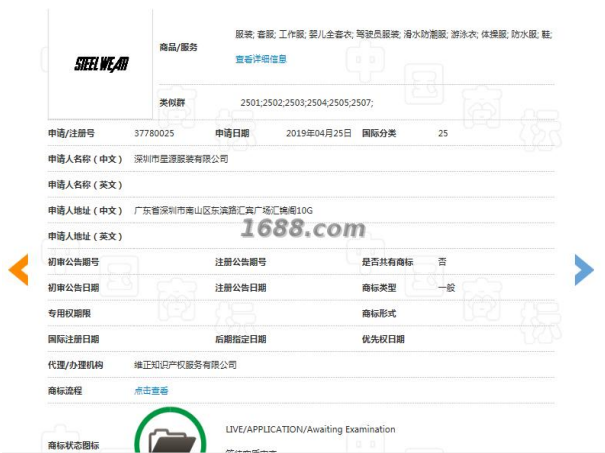 STEELWEAR
商品/服务
服装; 套服; 工作服; 婴儿全套衣; 驾驶员服装; 滑水防潮服; 游泳衣; 体操服; 防水服; 鞋;
查看详细信息
类似群 2501;2502;2503;2504;2505;2507;
申请/注册号 37780025 申请日期 2019年04月25日 国际分类 25
申请人名称（中文） 深圳市星源服装有限公司
申请人名称（英文）
申请人地址（中文） 广东省深圳市南山区东滨路汇宾广场汇锦阁10G
1688.com
申请人地址（英文）
初审公告期号 注册公告期号 是否共有商标 否
初审公告日期 注册公告日期 商标类型 一般
专用权期限 商标形式
国际注册日期 后期指定日期 优先权日期
代理/办理机构 维正知识产权服务有限公司
商标流程 点击查看
LIVE/APPLICATION/Awaiting Examination
商标状态图标